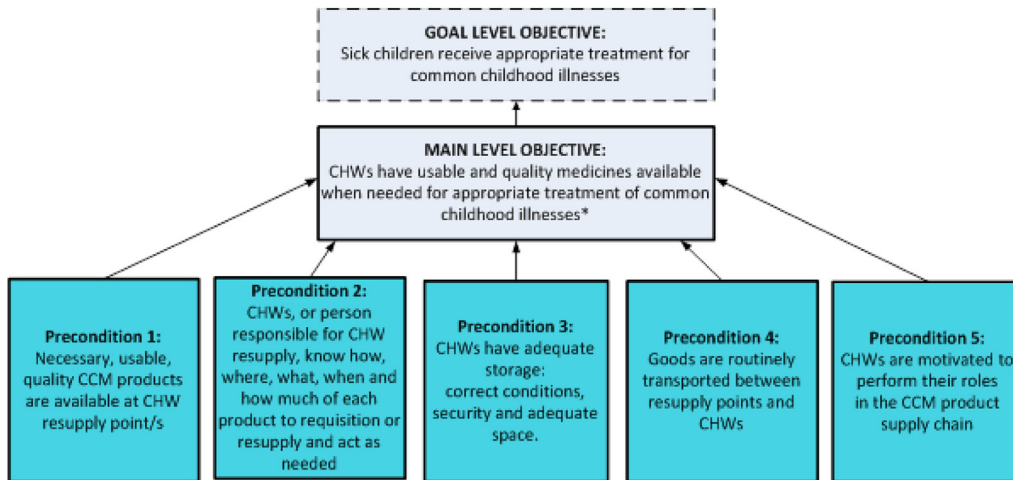 GOAL LEVEL OBJECTIVE:
Sick children receive appropriate treatment for
common childhood illnesses
MAIN LEVEL OBJECTIVE:
CHWs have usable and quality medicines available
when needed for appropriate treatment of common
childhood illnesses*
Precondition 1:
Necessary, usable,
quality CCM products
are available at CHW
resupply point/s
Precondition 2:
CHWs, or person
responsible for CHW
resupply, know how,
where, what, when and
how much of each
product to requisition or
resupply and act as
needed
Precondition 3:
CHWs have adequate
storage:
correct conditions,
security and adequate
space.
Precondition 4:
Goods are routinely
transported between
resupply points and
CHWs
Precondition 5:
CHWs are motivated to
perform their roles
in the CCM product
supply chain